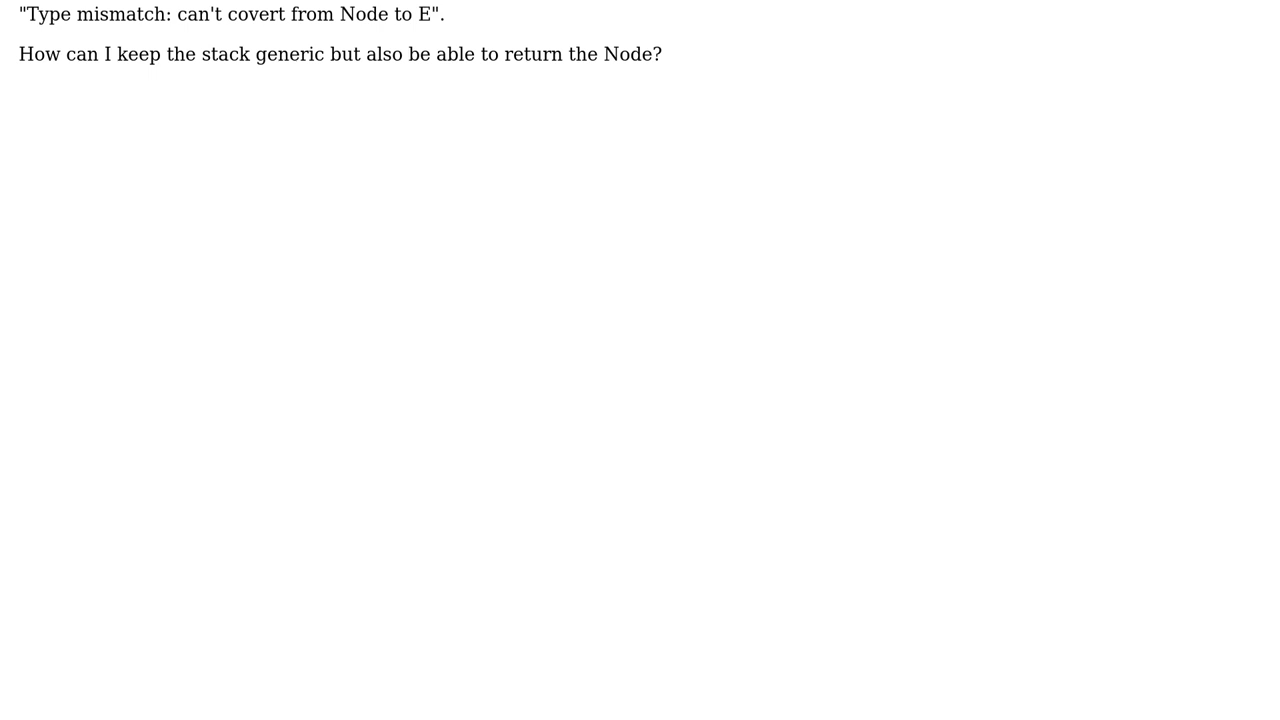 "Type mismatch: can't covert from Node to E".
How can I keep the stack generic but also be able to return the Node?